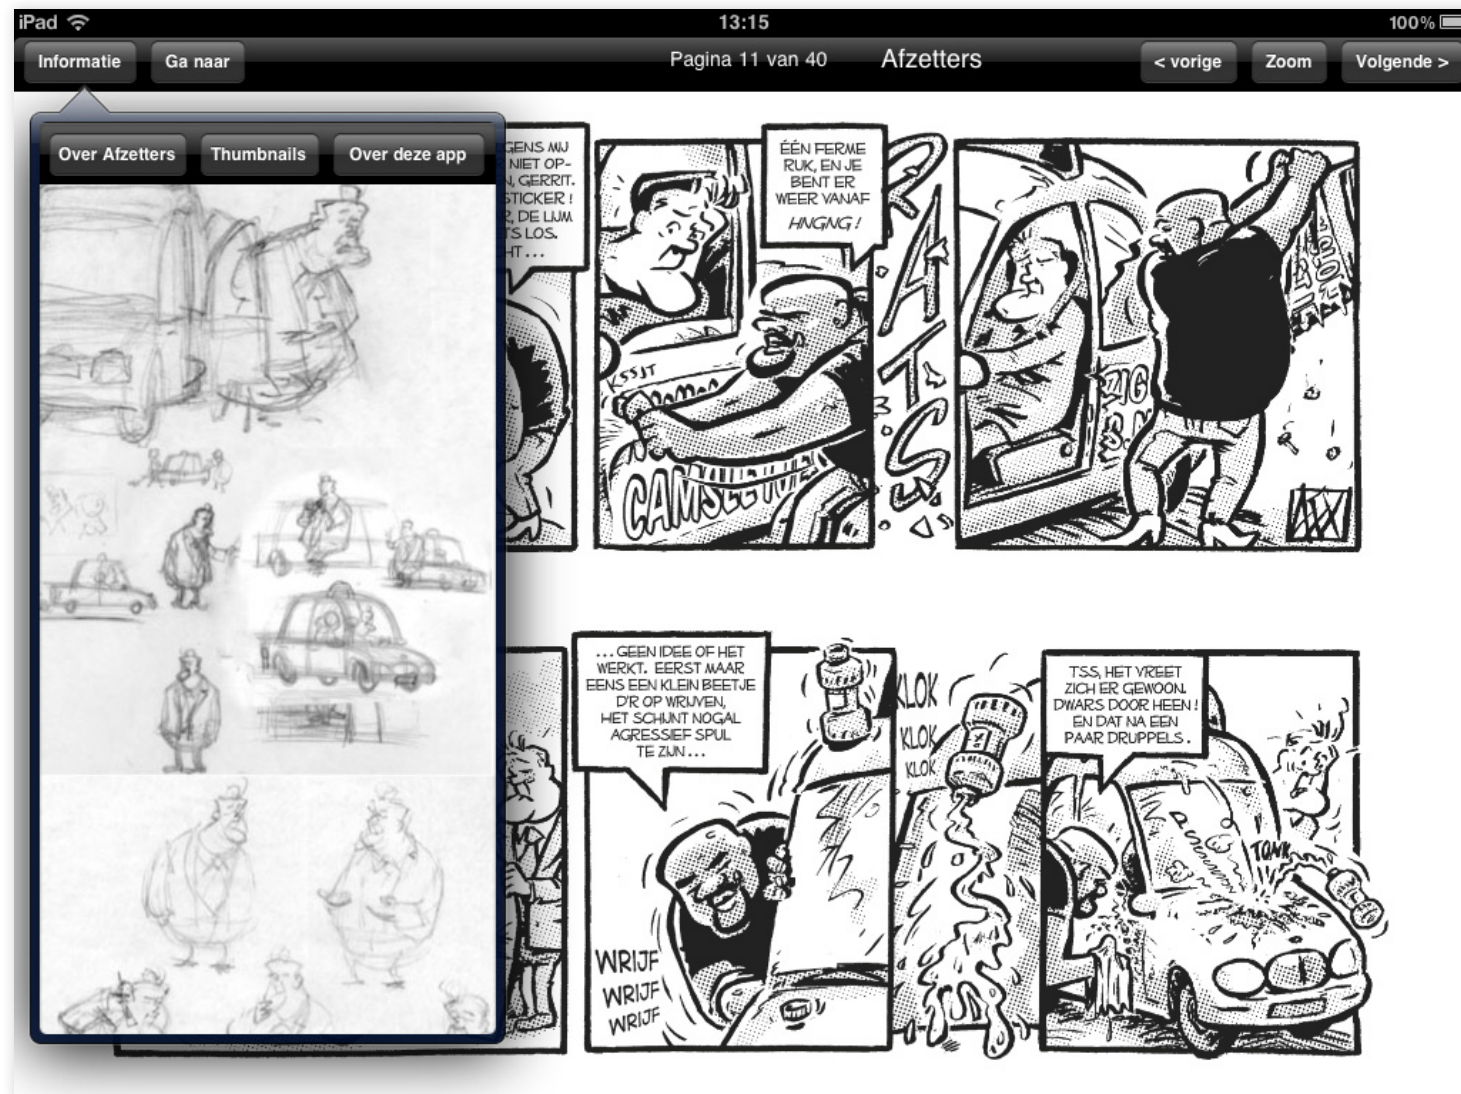 iPad
13:15
100%
Informatie
Ga naar
Pagina 11 van 40
Afzetters
< vorige
Zoom
Volgende >
Over Afzetters
Thumbnails
Over deze app
GENS MIJ
NIET OP-
N, GERRIT.
STICKER !
R, DE LIJM
TS LOS.
HT...
ÉÉN FERME
RUK, EN JE
BENT ER
WEER VANAF
HNGNG !
KSSJT
RATS
...GEEN IDEE OF HET
WERKT. EERST MAAR
EENS EEN KLEIN BEETJE
D'R OP WRIJVEN,
HET SCHIJNT NOGAL
AGRESSIEF SPUL
TE ZIJN...
WRIJF
WRIJF
WRIJF
KLOK
KLOK
KLOK
TSS, HET VREET
ZICH ER GEWOON
DWARS DOOR HEEN !
EN DAT NA EEN
PAAR DRUPPELS.
TONK